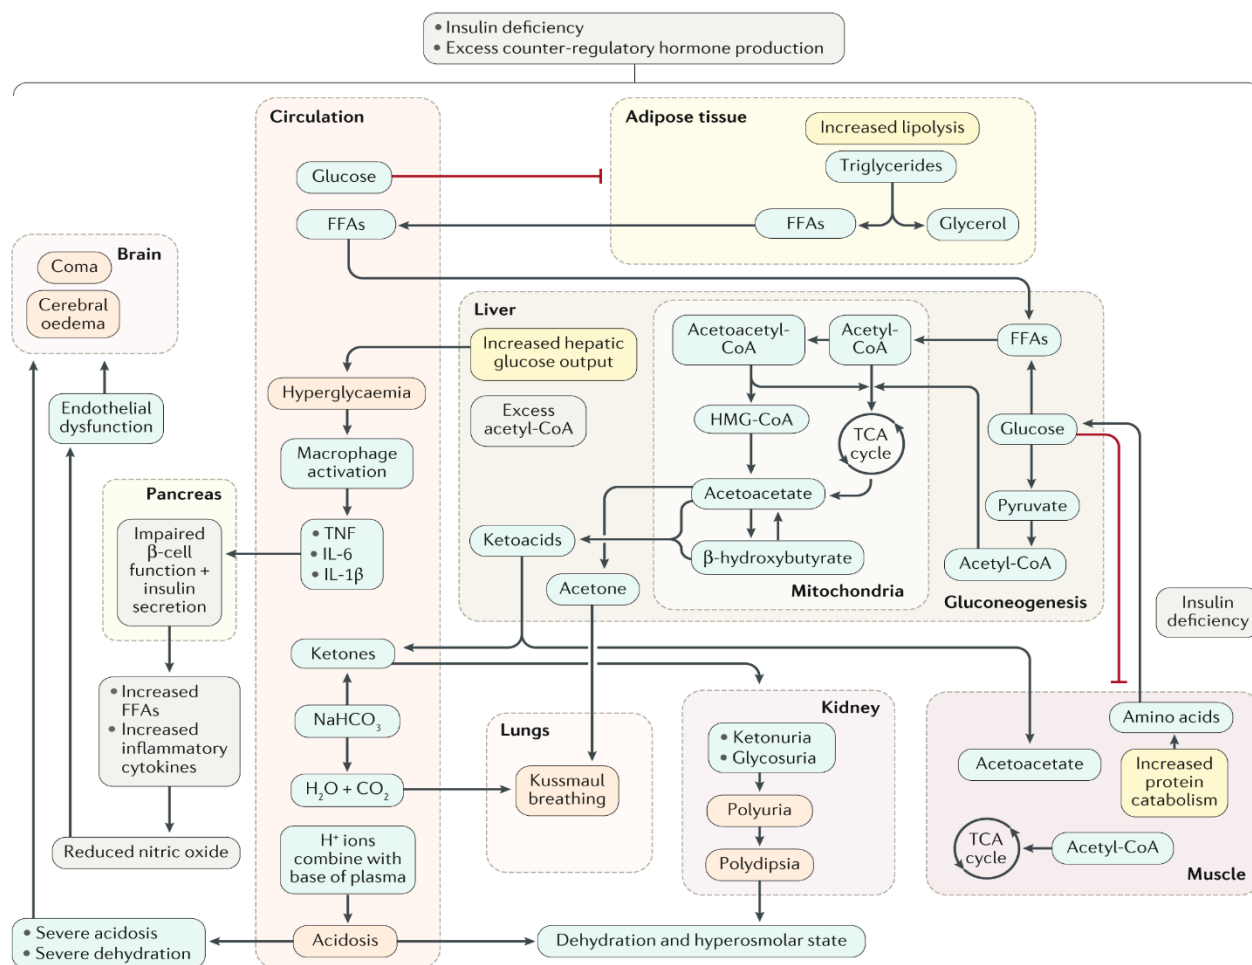 • Insulin deficiency
• Excess counter-regulatory hormone production
Circulation
Glucose
FFAs
Adipose tissue
Increased lipolysis
Triglycerides
FFAs
Glycerol
Brain
Coma
Cerebral
oedema
Endothelial
dysfunction
Hyperglycaemia
Macrophage
activation
• TNF
• IL-6
• IL-1β
Pancreas
Impaired
β-cell
function +
insulin
secretion
• Increased
FFAs
• Increased
inflammatory
cytokines
Reduced nitric oxide
Liver
Increased hepatic
glucose output
Excess
acetyl-CoA
Acetoacetyl-
CoA
Acetyl-
CoA
FFAs
HMG-CoA
TCA
cycle
Glucose
Acetoacetate
Pyruvate
Ketoacids
β-hydroxybutyrate
Acetyl-CoA
Acetone
Mitochondria
Gluconeogenesis
Insulin
deficiency
Ketones
NaHCO₃
H₂O + CO₂
H⁺ ions
combine with
base of plasma
Acidosis
Lungs
Kussmaul
breathing
Kidney
• Ketonuria
• Glycosuria
Polyuria
Polydipsia
Amino acids
Acetoacetate
Increased
protein
catabolism
TCA
cycle
Acetyl-CoA
Muscle
• Severe acidosis
• Severe dehydration
Dehydration and hyperosmolar state